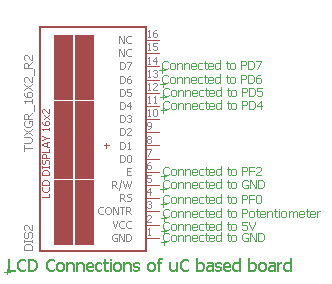 TUXGR_16X2_R2
LCD DISPLAY 16x2
DIS2
NC 16
NC 15
D7 14 Connected to PD7
D6 13 Connected to PD6
D5 12 Connected to PD5
D4 11 Connected to PD4
D3 10
D2 9
D1 8
D0 7
E 6 Connected to PF2
R/W 5 Connected to GND
RS 4 Connected to PF0
CONTR 3 Connected to Potentiometer
VCC 2 Connected to 5V
GND 1 Connected to GND
LCD Connections of uC based board